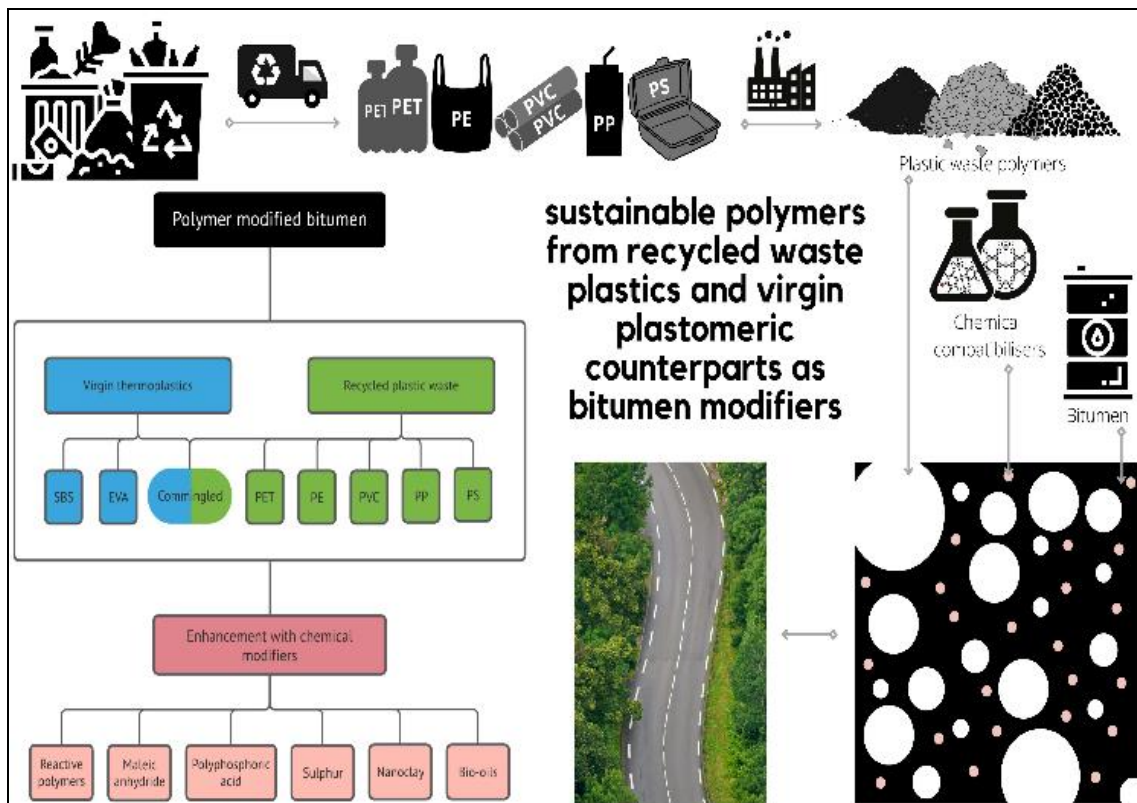 PET
PET
PE
PVC
PVC
PP
PS
Plastic waste polymers
Polymer modified bitumen
sustainable polymers
from recycled waste
plastics and virgin
plastomeric
counterparts as
bitumen modifiers
Chemica
compatibilisers
Bitumen
Virgin thermoplastics
Recycled plastic waste
SBS
EVA
Commingled
PET
PE
PVC
PP
PS
Enhancement with chemical
modifiers
Reactive
polymers
Maleic
anhydride
Polyphosphoric
acid
Sulphur
Nanoclay
Bio-oils